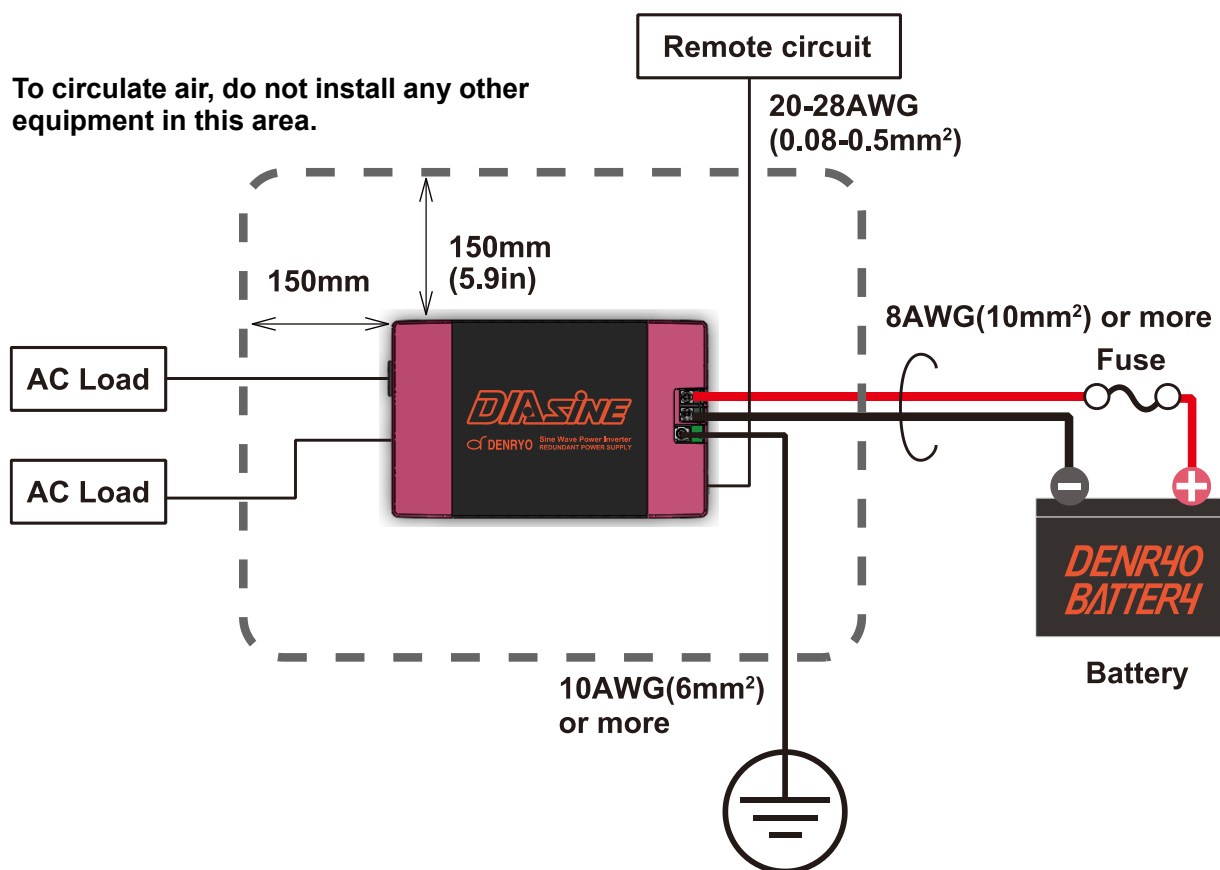 Remote circuit
To circulate air, do not install any other
equipment in this area.
20-28AWG
(0.08-0.5mm²)
150mm
(5.9in)
150mm
8AWG(10mm²) or more
Fuse
AC Load
AC Load
DIASINE
DENRYO Sine Wave Power Inverter
REDUNDANT POWER SUPPLY
DENRYO
BATTERY
Battery
10AWG(6mm²)
or more